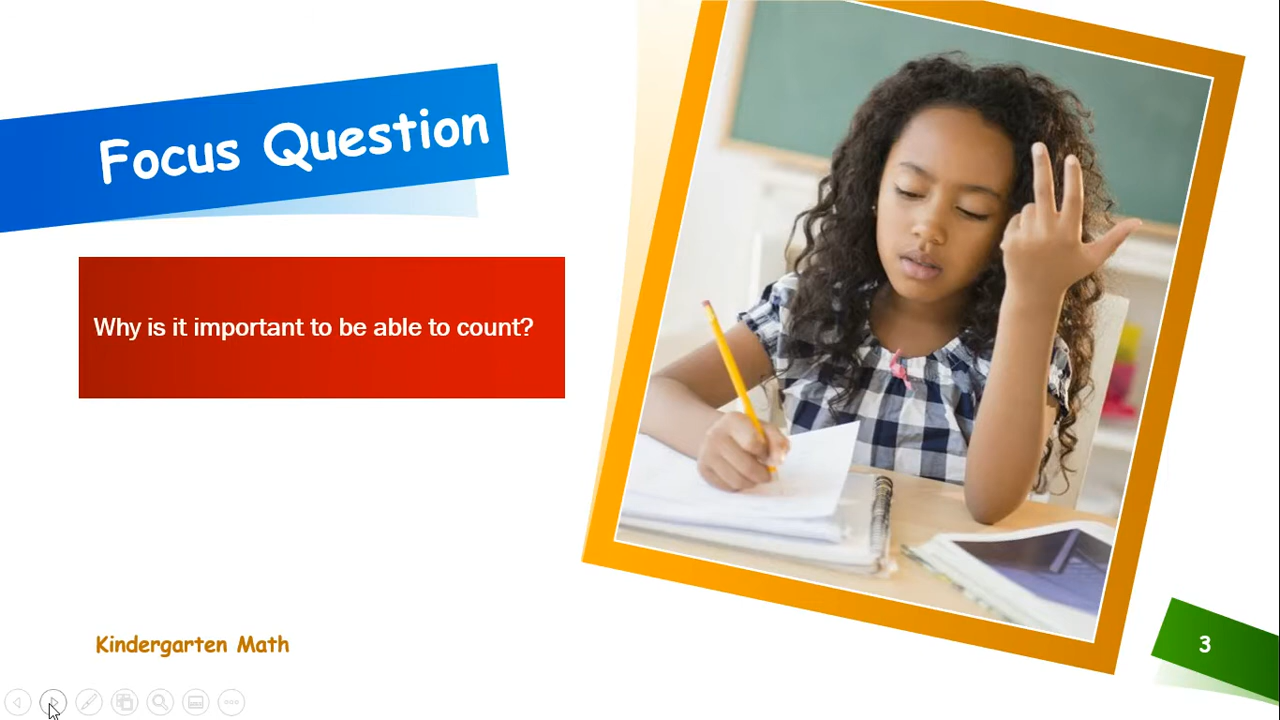 Focus Question
Why is it important to be able to count?
Kindergarten Math
3